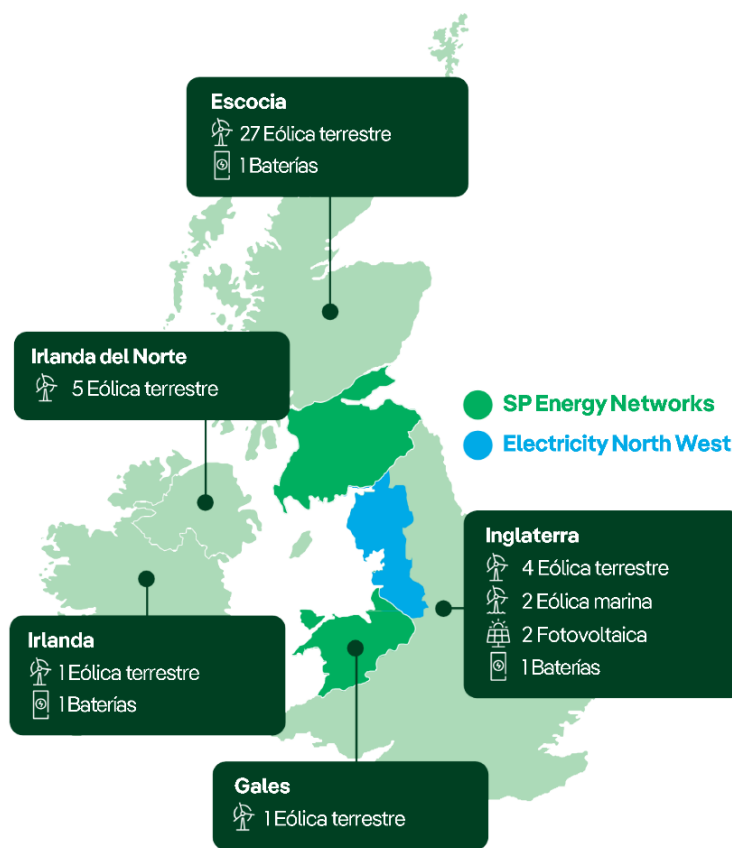 Escocia
27 Eólica terrestre
1 Baterías
Irlanda del Norte
5 Eólica terrestre
SP Energy Networks
Electricity North West
Inglaterra
4 Eólica terrestre
2 Eólica marina
2 Fotovoltaica
1 Baterías
Irlanda
1 Eólica terrestre
1 Baterías
Gales
1 Eólica terrestre